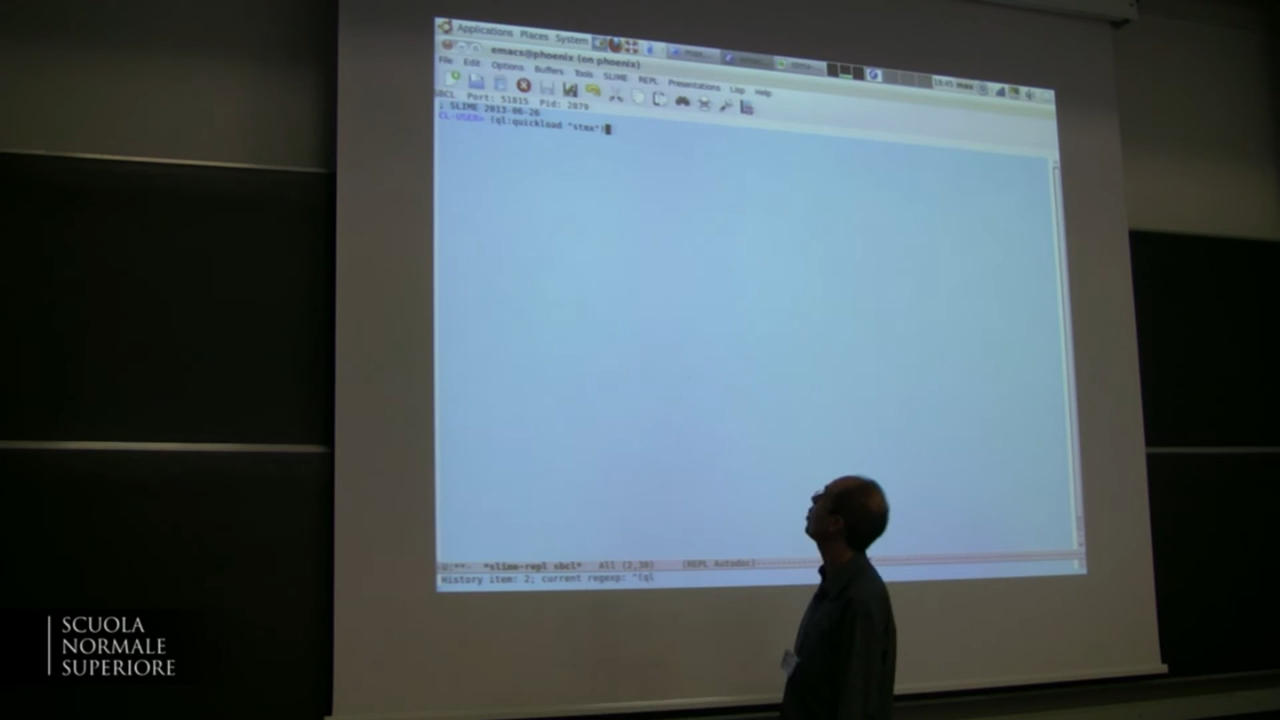 Applications Places System
emacs@phoenix (on phoenix)
File Edit Options Buffers Tools SLIME REPL Presentations Lisp Help
SBCL Port: 51815 Pid: 2879
; SLIME 2013-06-26
CL-USER> (ql:quickload "stmx")
*slime-repl sbcl* All (2,30) (REPL Autodoc)
History item: 2; current regexp: "(ql
SCUOLA
NORMALE
SUPERIORE